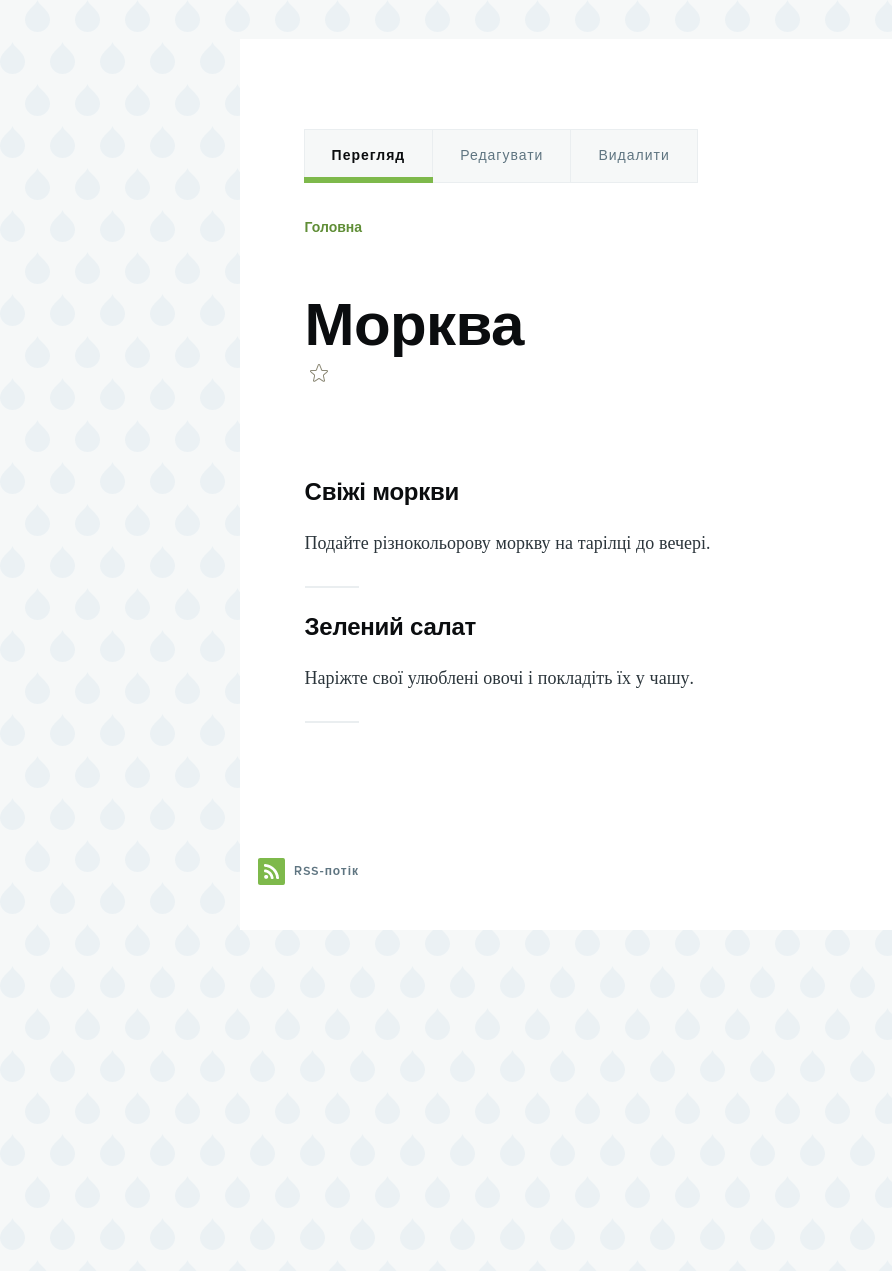 Перегляд Редагувати Видалити
Головна
Морква
Свіжі моркви
Подайте різнокольорову моркву на тарілці до вечері.
Зелений салат
Наріжте свої улюблені овочі і покладіть їх у чашу.
RSS-потік